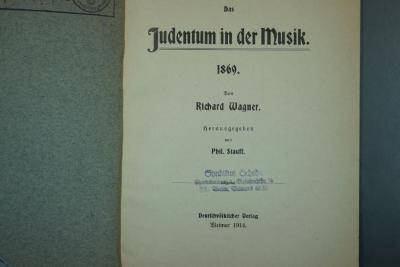 Das
Judentum in der Musik.
1869.
Von
Richard Wagner.
Herausgegeben
von
Phil. Stauff.
Deutschvölkischer Verlag
Weimar 1914.